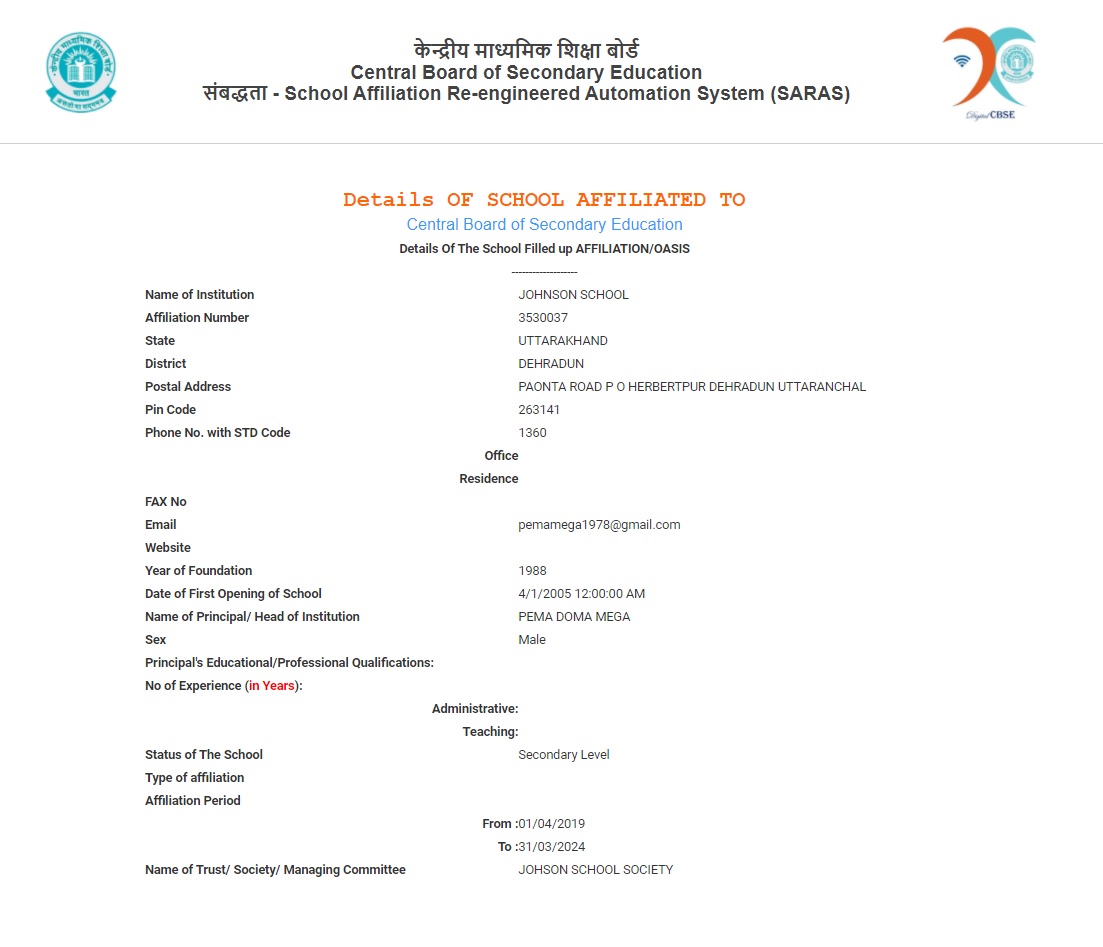 केन्द्रीय माध्यमिक शिक्षा बोर्ड
Central Board of Secondary Education
संबद्धता - School Affiliation Re-engineered Automation System (SARAS)
Digital CBSE
Details OF SCHOOL AFFILIATED TO
Central Board of Secondary Education
Details Of The School Filled up AFFILIATION/OASIS
-------------------
Name of Institution JOHNSON SCHOOL
Affiliation Number 3530037
State UTTARAKHAND
District DEHRADUN
Postal Address PAONTA ROAD P O HERBERTPUR DEHRADUN UTTARANCHAL
Pin Code 263141
Phone No. with STD Code 1360
Office
Residence
FAX No
Email pemamega1978@gmail.com
Website
Year of Foundation 1988
Date of First Opening of School 4/1/2005 12:00:00 AM
Name of Principal/ Head of Institution PEMA DOMA MEGA
Sex Male
Principal's Educational/Professional Qualifications:
No of Experience (in Years):
Administrative:
Teaching:
Status of The School Secondary Level
Type of affiliation
Affiliation Period
From :01/04/2019
To :31/03/2024
Name of Trust/ Society/ Managing Committee JOHSON SCHOOL SOCIETY